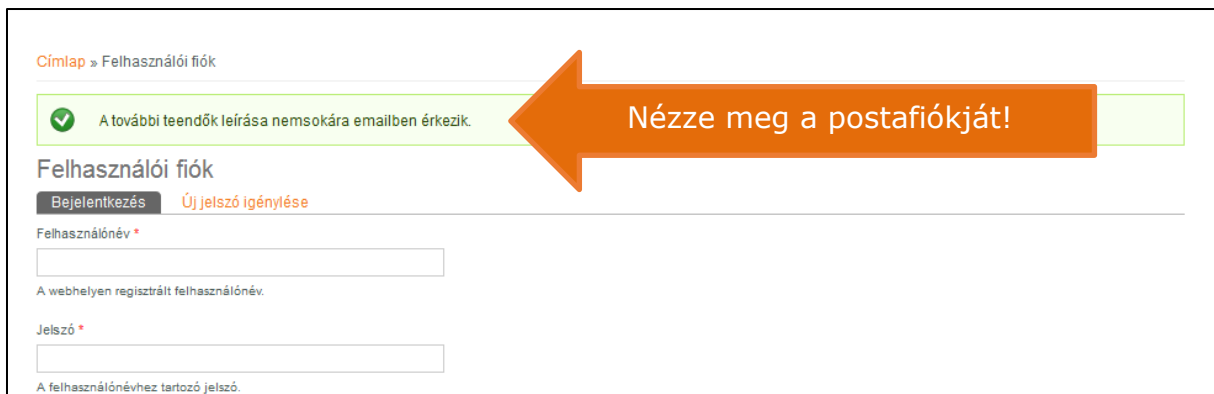 Címlap » Felhasználói fiók
A további teendők leírása nemsokára emailben érkezik.
Nézze meg a postafiókját!
Felhasználói fiók
Bejelentkezés Új jelszó igénylése
Felhasználónév *
A webhelyen regisztrált felhasználónév.
Jelszó *
A felhasználónévhez tartozó jelszó.